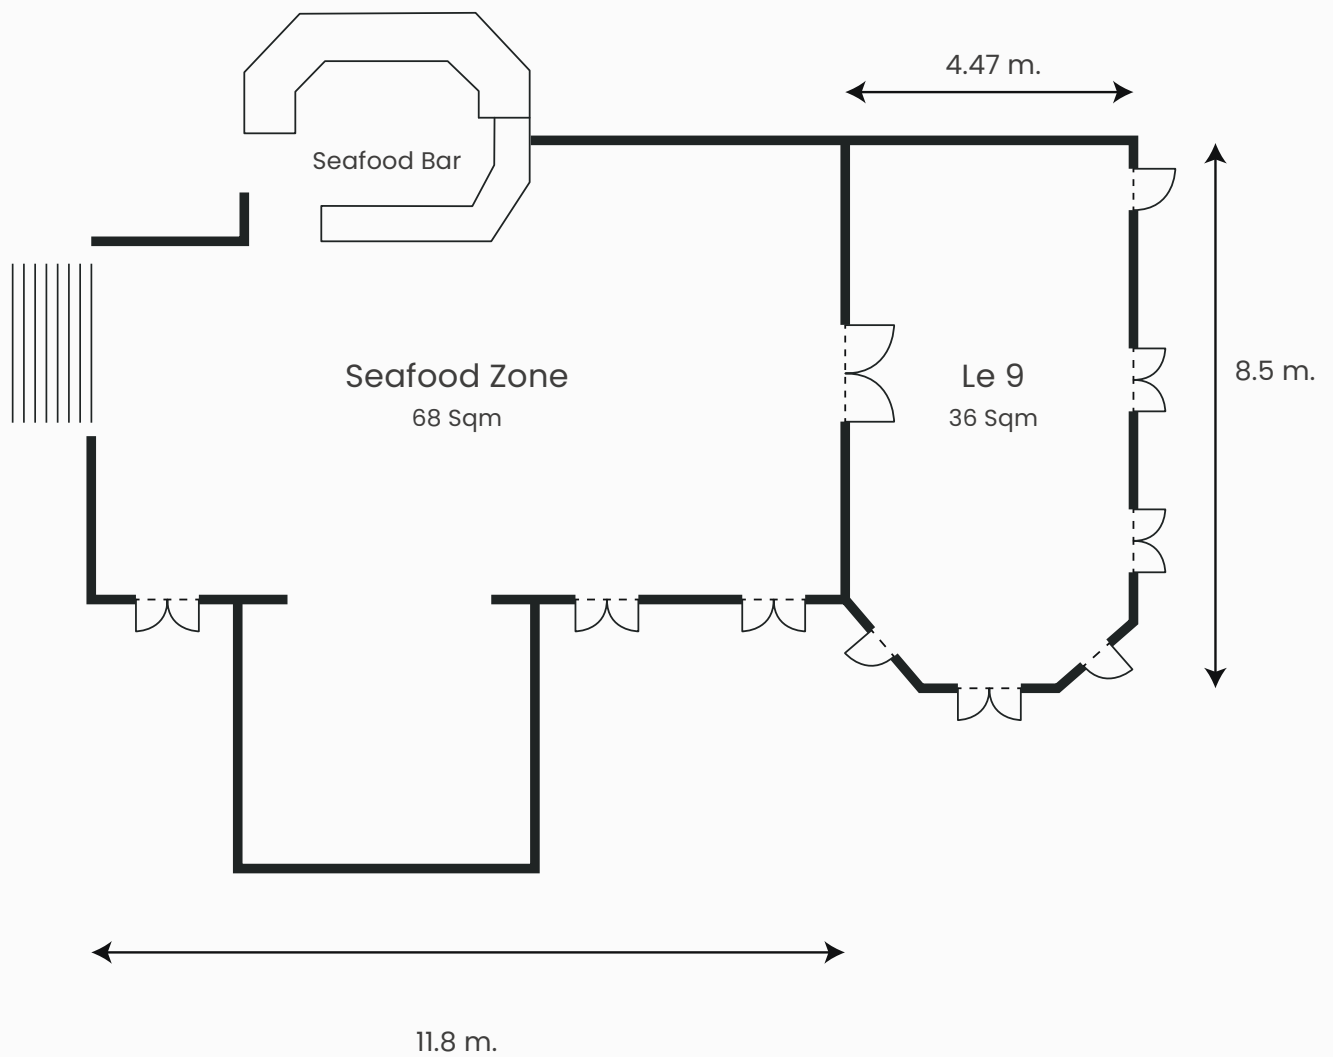 4.47 m.
Seafood Bar
8.5 m.
Seafood Zone
68 Sqm
Le 9
36 Sqm
11.8 m.